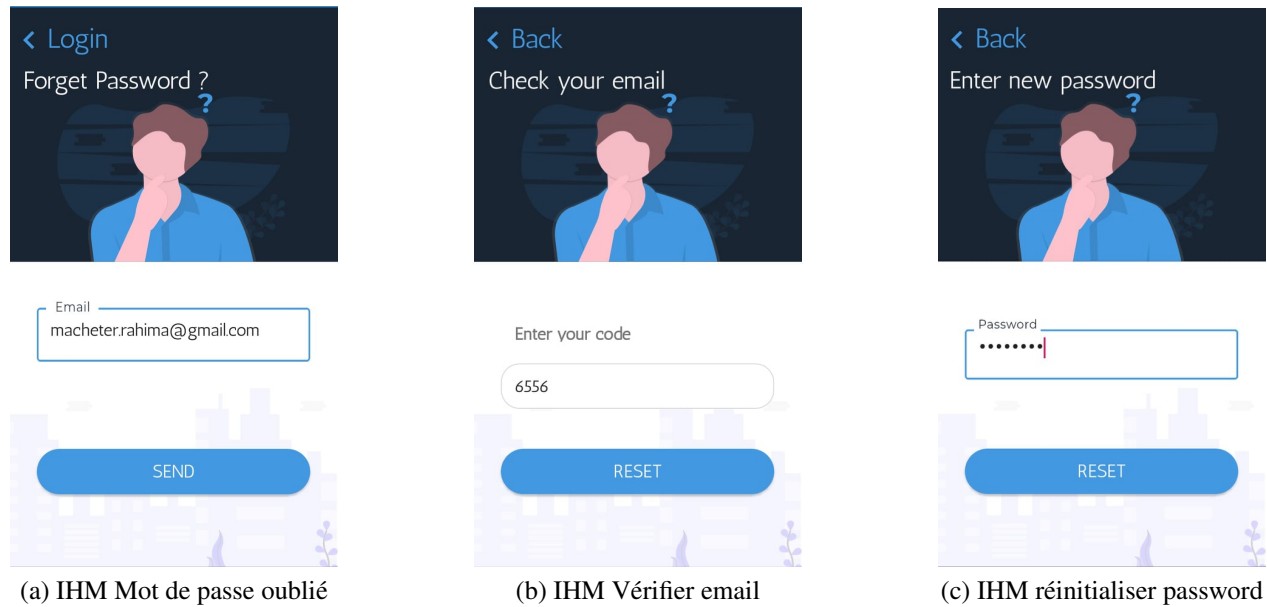 < Login
Forget Password ?
?
Email
macheter.rahima@gmail.com
SEND
(a) IHM Mot de passe oublié
< Back
Check your email
?
Enter your code
6556
RESET
(b) IHM Vérifier email
< Back
Enter new password
?
Password
••••••••
RESET
(c) IHM réinitialiser password